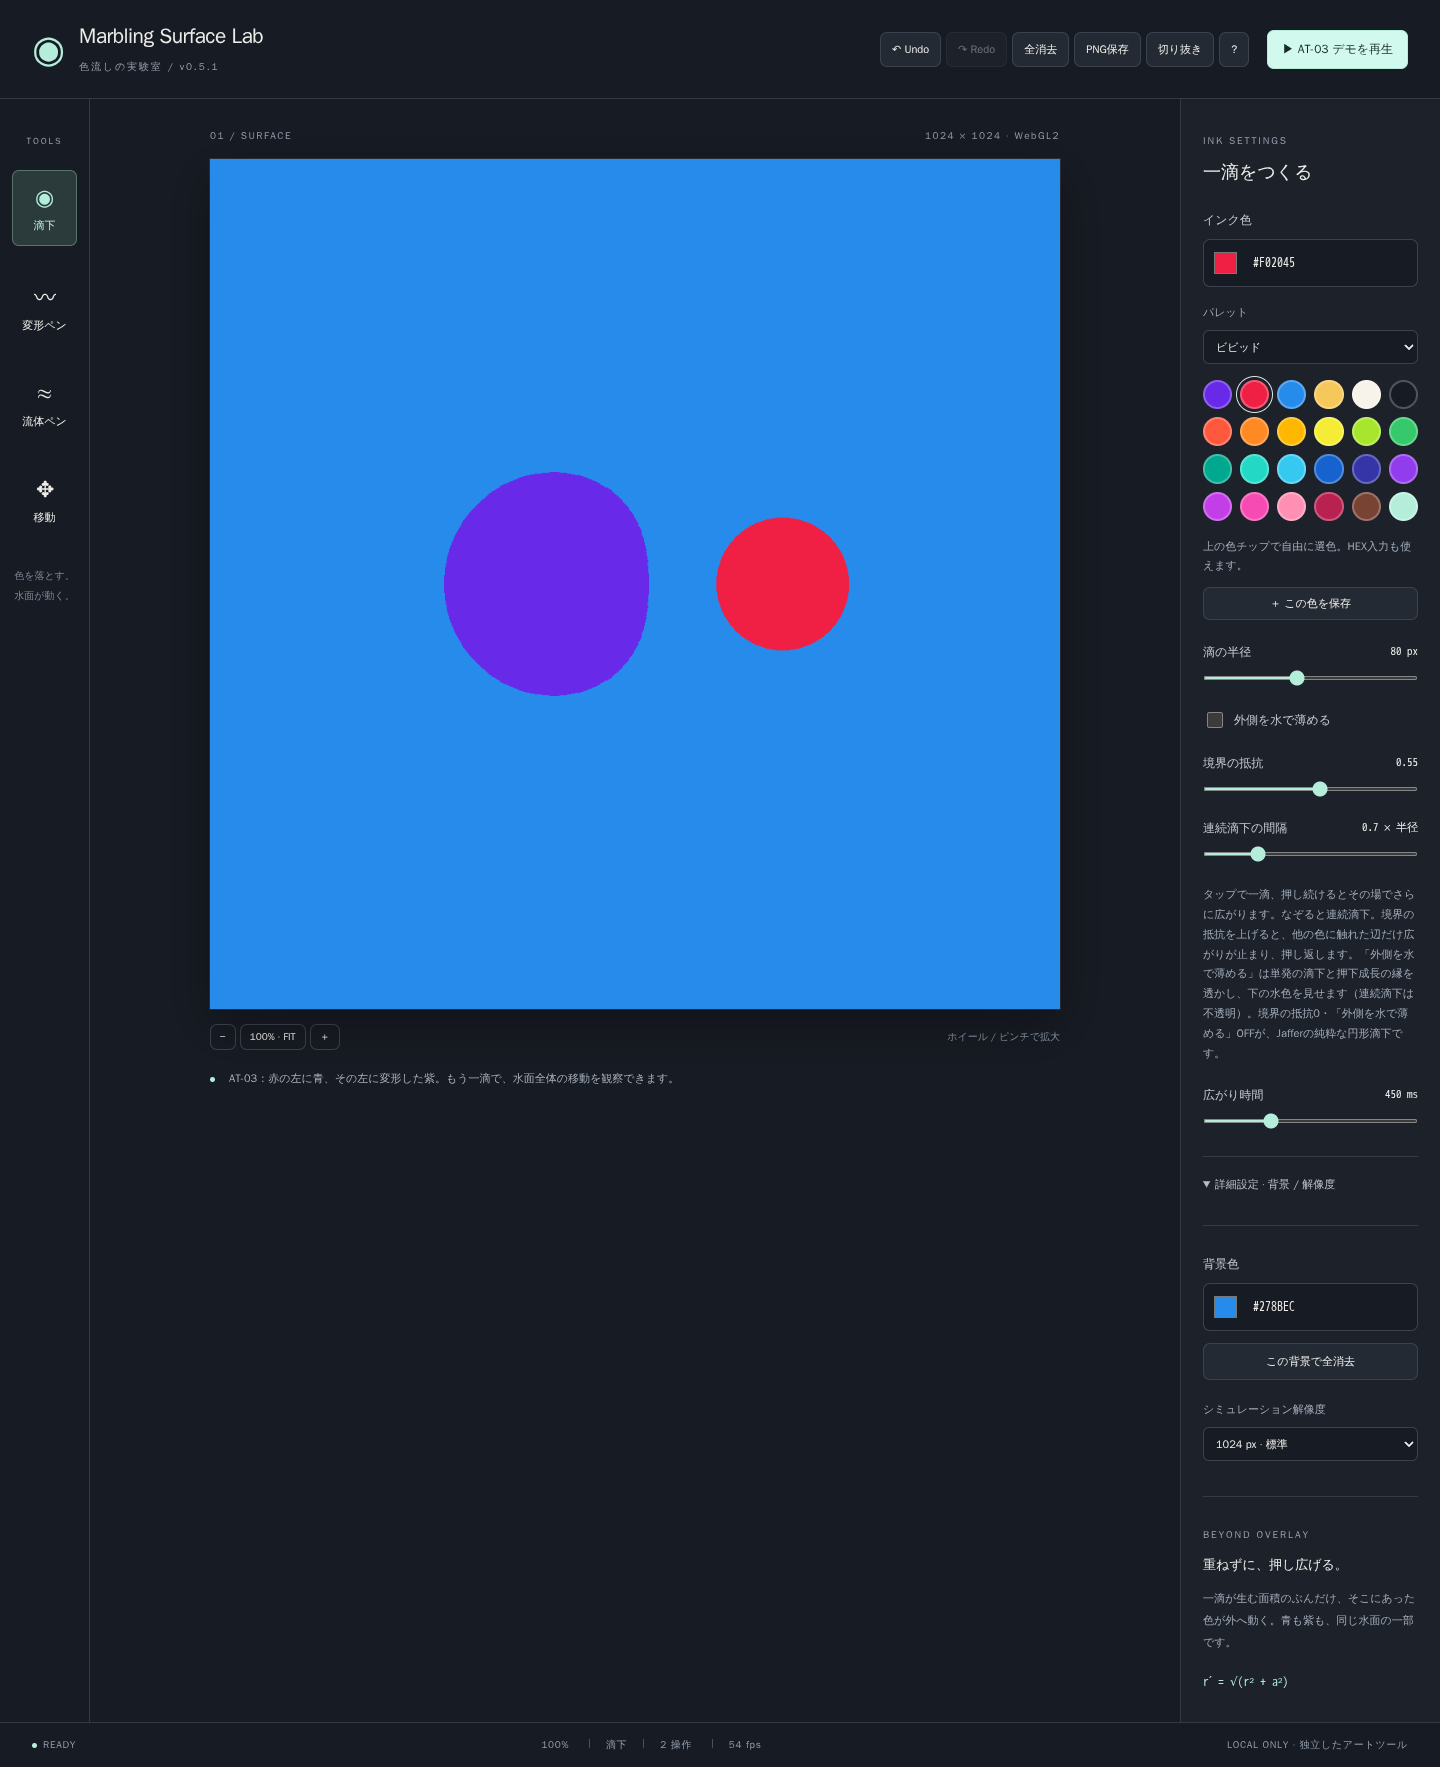 Marbling Surface Lab
色流しの実験室 / v0.5.1
↶ Undo
↷ Redo
全消去
PNG保存
切り抜き
?
▶ AT-03 デモを再生
TOOLS
滴下
変形ペン
流体ペン
移動
色を落とす。
水面が動く。
01 / SURFACE
1024 × 1024 · WebGL2
−
100% · FIT
+
ホイール / ピンチで拡大
AT-03：赤の左に青、その左に変形した紫。もう一滴で、水面全体の移動を観察できます。
INK SETTINGS
一滴をつくる
インク色
#F02045
パレット
ビビッド
上の色チップで自由に選色。HEX入力も使
えます。
＋ この色を保存
滴の半径
80 px
外側を水で薄める
境界の抵抗
0.55
連続滴下の間隔
0.7 × 半径
タップで一滴、押し続けるとその場でさら
に広がります。なぞると連続滴下。境界の
抵抗を上げると、他の色に触れた辺だけ広
がりが止まり、押し返します。「外側を水
で薄める」は単発の滴下と押下成長の縁を
透かし、下の水色を見せます（連続滴下は
不透明）。境界の抵抗0・「外側を水で薄
める」OFFが、Jafferの純粋な円形滴下で
す。
広がり時間
450 ms
▼ 詳細設定 · 背景 / 解像度
背景色
#278BEC
この背景で全消去
シミュレーション解像度
1024 px · 標準
BEYOND OVERLAY
重ねずに、押し広げる。
一滴が生む面積のぶんだけ、そこにあった
色が外へ動く。青も紫も、同じ水面の一部
です。
r′ = √(r² + a²)
READY
100%
滴下
2 操作
54 fps
LOCAL ONLY · 独立したアートツール